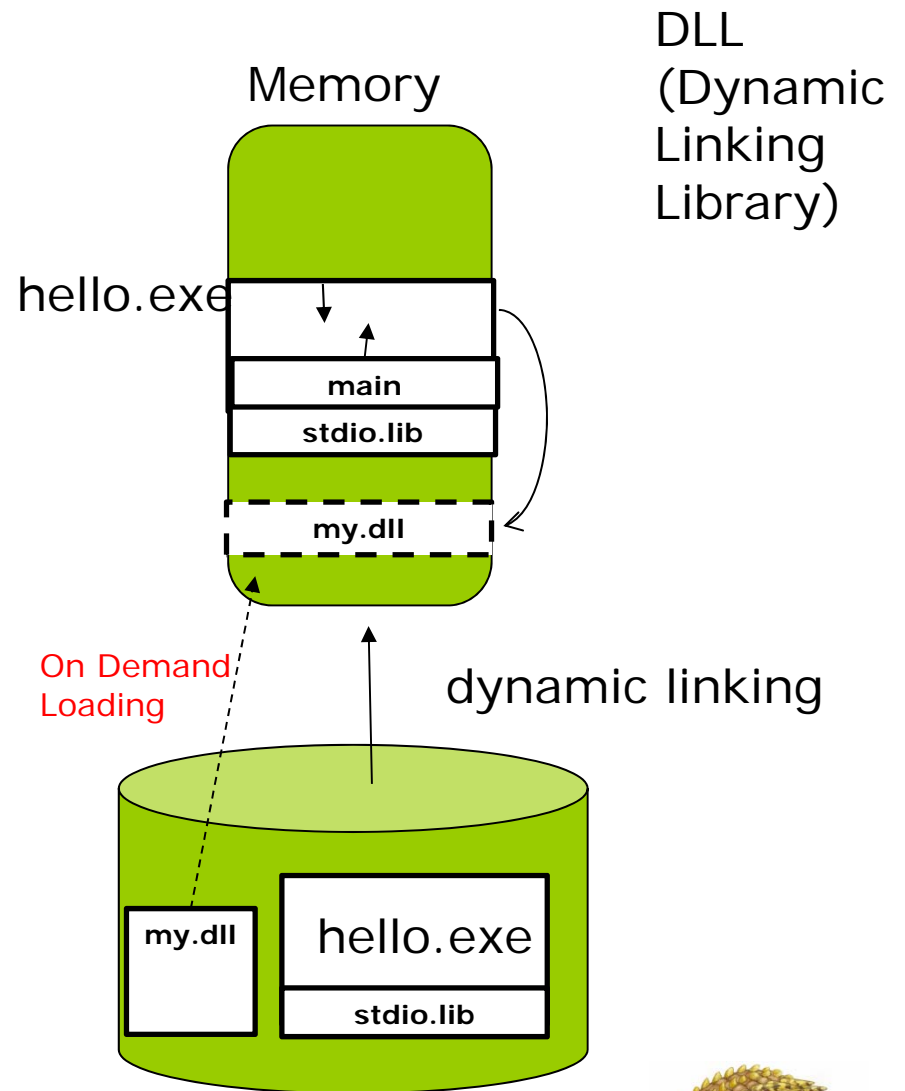 DLL
(Dynamic
Linking
Library)
Memory
hello.exe
main
stdio.lib
my.dll
On Demand
Loading
dynamic linking
my.dll
hello.exe
stdio.lib